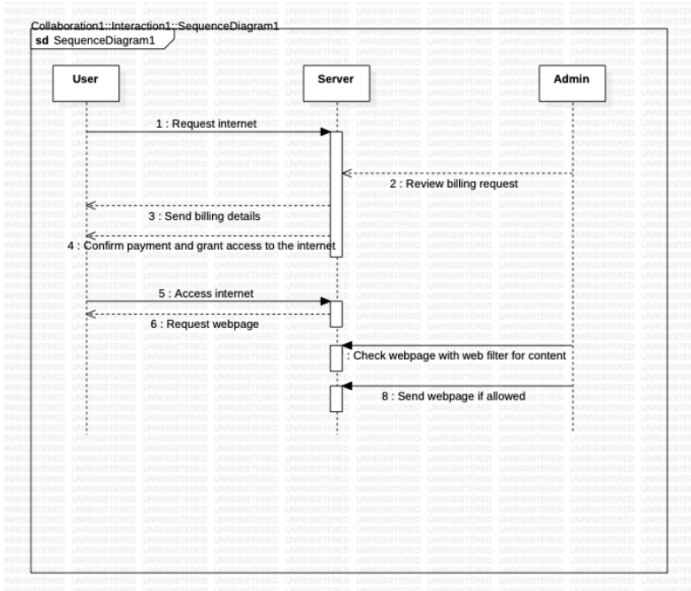 Collaboration1::Interaction1::SequenceDiagram1
sd SequenceDiagram1
User
Server
Admin
1 : Request internet
2 : Review billing request
3 : Send billing details
4 : Confirm payment and grant access to the internet
5 : Access internet
6 : Request webpage
: Check webpage with web filter for content
8 : Send webpage if allowed
UNREGISTERED